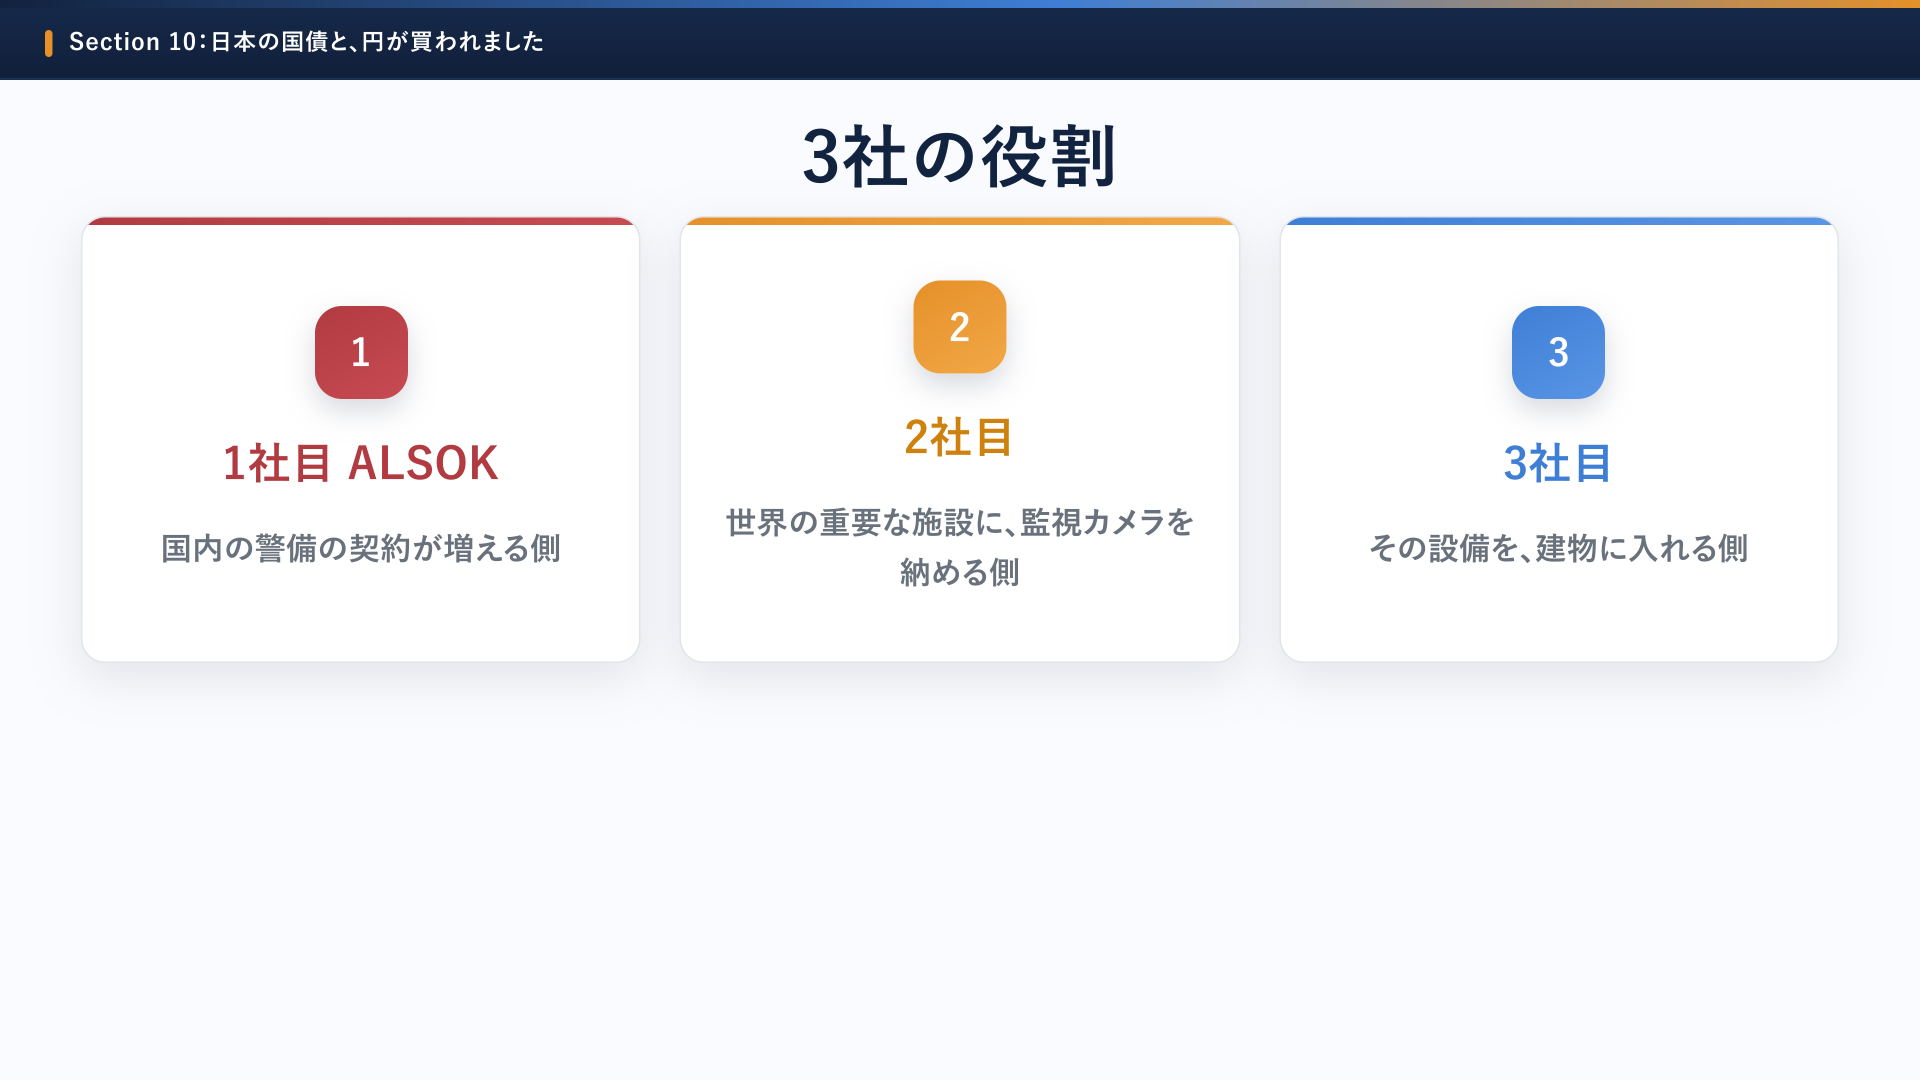 Section 10：日本の国債と、円が買われました
3社の役割
1
1社目 ALSOK
国内の警備の契約が増える側
2
2社目
世界の重要な施設に、監視カメラを
納める側
3
3社目
その設備を、建物に入れる側